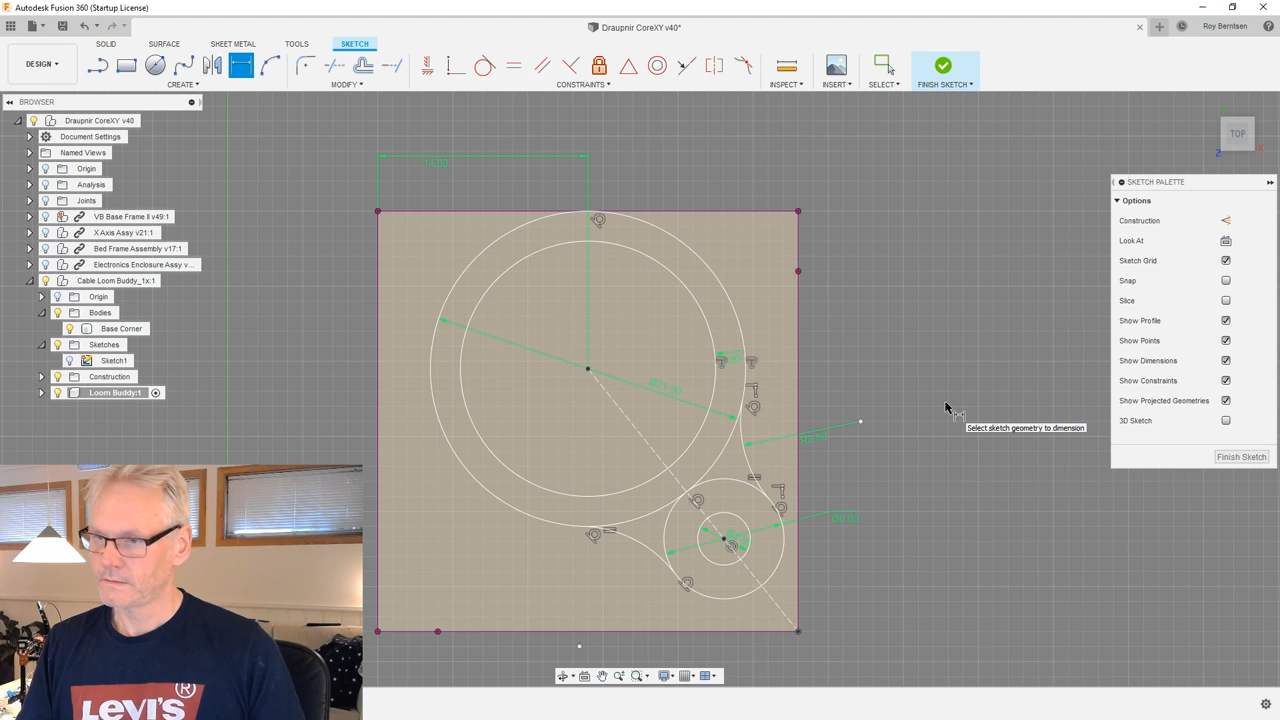 Autodesk Fusion 360 (Startup License)
Draupnir CoreXY v40*
Roy Berntsen
DESIGN
SOLID
SURFACE
SHEET METAL
TOOLS
SKETCH
CREATE
MODIFY
CONSTRAINTS
INSPECT
INSERT
SELECT
FINISH SKETCH
BROWSER
Draupnir CoreXY v40
Document Settings
Named Views
Origin
Analysis
Joints
VB Base Frame II v49:1
X Axis Assy v21:1
Bed Frame Assembly v17:1
Electronics Enclosure Assy v...
Cable Loom Buddy_1x:1
Origin
Bodies
Base Corner
Sketches
Sketch1
Construction
Loom Buddy:1
TOP
X
Z
SKETCH PALETTE
Options
Construction
Look At
Sketch Grid
Snap
Slice
Show Profile
Show Points
Show Dimensions
Show Constraints
Show Projected Geometries
3D Sketch
Finish Sketch
14.00
Ø21.00
Select sketch geometry to dimension
LEVI'S
®